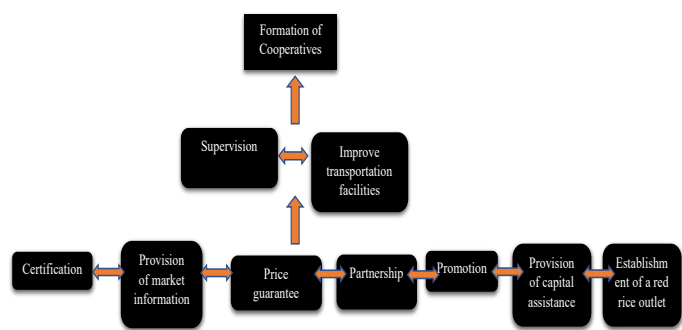 Formation of
Cooperatives
Supervision
Improve
transportation
facilities
Certification
Provision
of market
information
Price
guarantee
Partnership
Promotion
Provision
of capital
assistance
Establishm
ent of a red
rice outlet